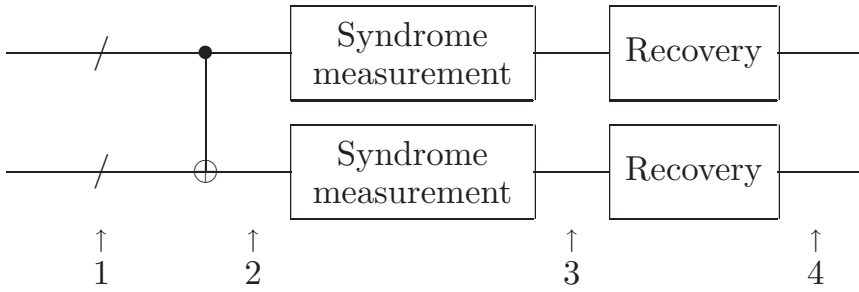 Syndrome
measurement
Recovery
Syndrome
measurement
Recovery
↑ ↑ ↑ ↑
1 2 3 4